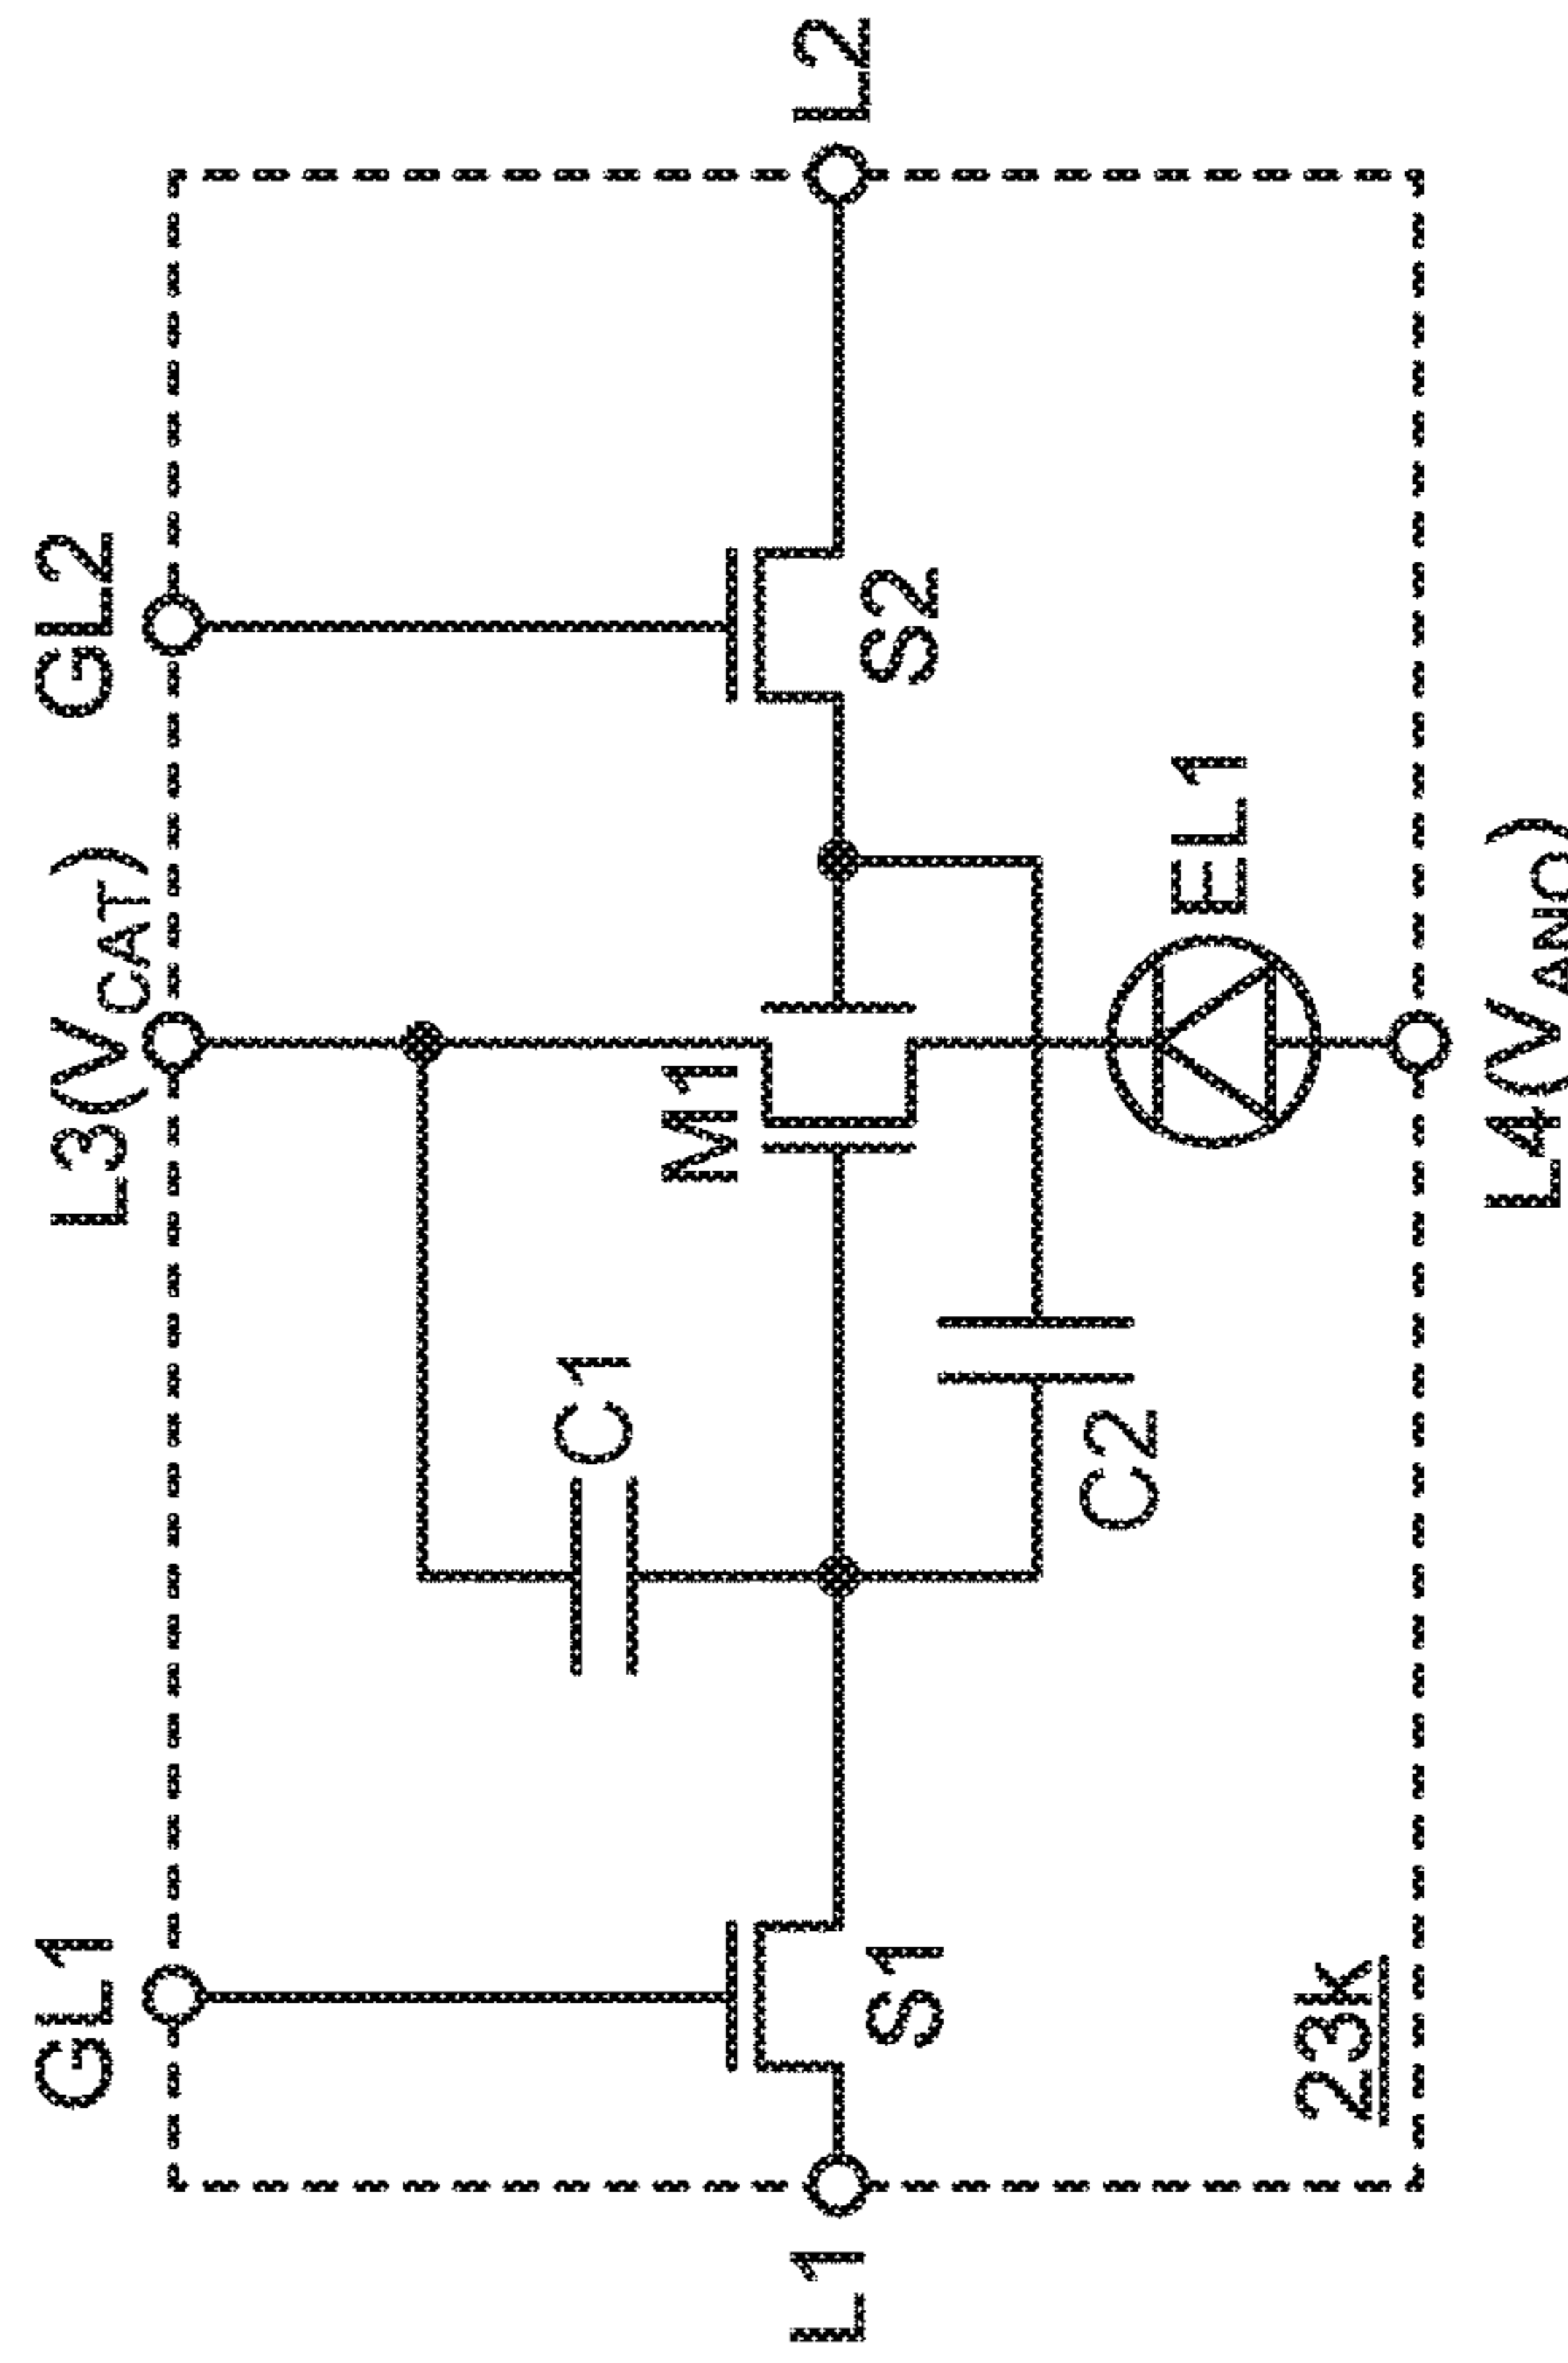 GL1
L3(VCAT)
GL2
C1
M1
L1
L2
S1
S2
C2
EL1
23K
L4(VANO)